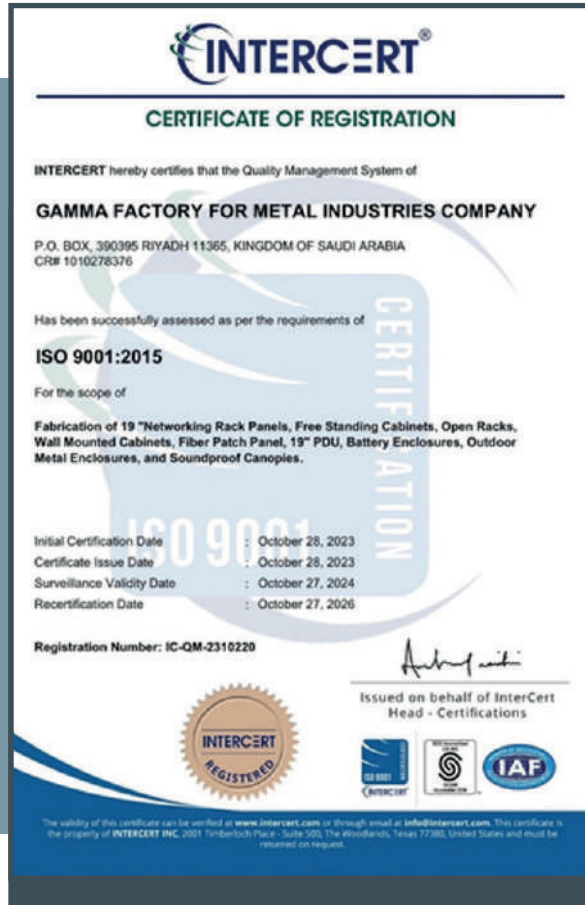 INTERCERT®
CERTIFICATE OF REGISTRATION
INTERCERT hereby certifies that the Quality Management System of
GAMMA FACTORY FOR METAL INDUSTRIES COMPANY
P.O. BOX, 390395 RIYADH 11365, KINGDOM OF SAUDI ARABIA
CR# 1010278376
Has been successfully assessed as per the requirements of
ISO 9001:2015
For the scope of
Fabrication of 19 "Networking Rack Panels, Free Standing Cabinets, Open Racks,
Wall Mounted Cabinets, Fiber Patch Panel, 19" PDU, Battery Enclosures, Outdoor
Metal Enclosures, and Soundproof Canopies.
CERTIFICATION
ISO 9001
Initial Certification Date : October 28, 2023
Certificate Issue Date : October 28, 2023
Surveillance Validity Date : October 27, 2024
Recertification Date : October 27, 2026
Registration Number: IC-QM-2310220
Issued on behalf of InterCert
Head - Certifications
INTERCERT
REGISTERED
ISO 9001
INTERCERT
IAF
The validity of this certificate can be verified at www.intercert.com or through email at info@intercert.com. This certificate is
the property of INTERCERT INC, 2001 Timberloch Place - Suite 500, The Woodlands, Texas 77380, United States and must be
returned on request.